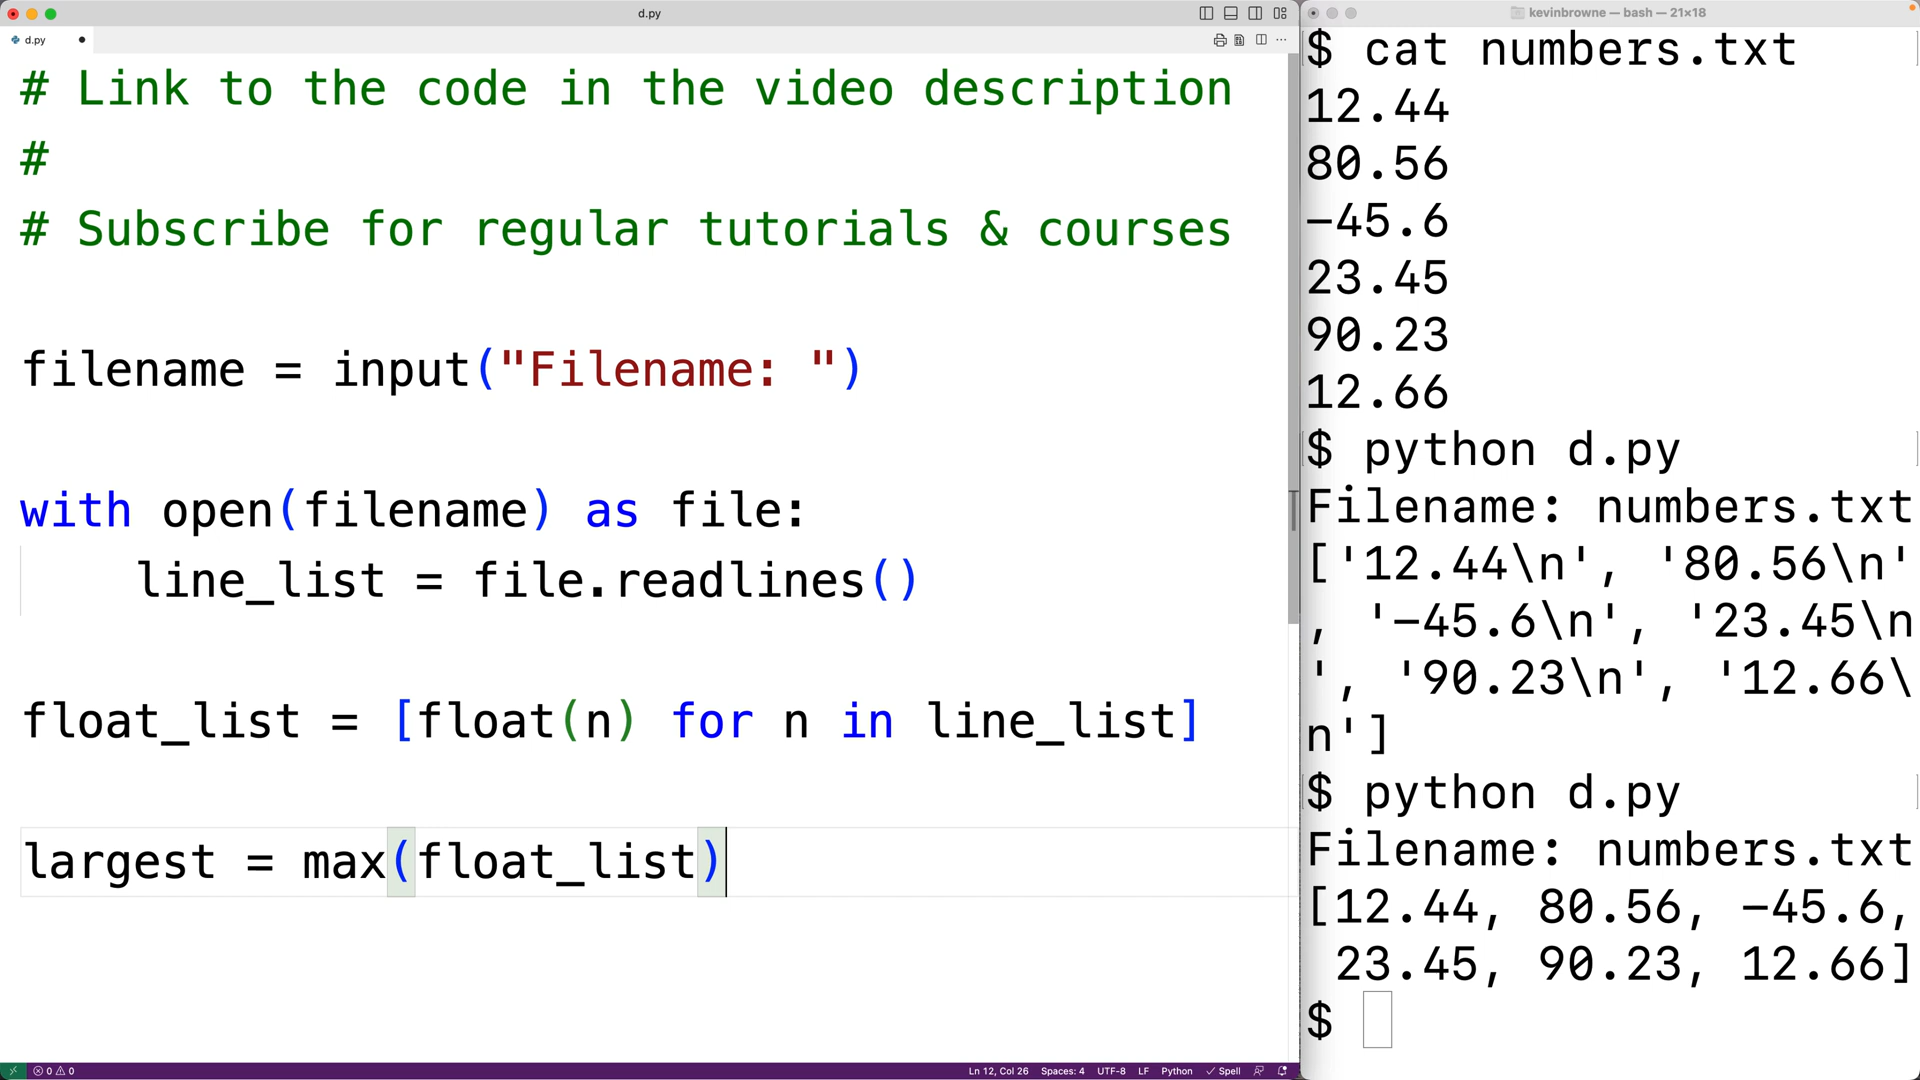 d.py
d.py
# Link to the code in the video description
#
# Subscribe for regular tutorials & courses
filename = input("Filename: ")
with open(filename) as file:
line_list = file.readlines()
float_list = [float(n) for n in line_list]
largest = max(float_list)
0 0
Ln 12, Col 26 Spaces: 4 UTF-8 LF Python Spell
kevinbrowne — bash — 21×18
$ cat numbers.txt
12.44
80.56
-45.6
23.45
90.23
12.66
$ python d.py
Filename: numbers.txt
['12.44\n', '80.56\n'
, '-45.6\n', '23.45\n
', '90.23\n', '12.66\
n']
$ python d.py
Filename: numbers.txt
[12.44, 80.56, -45.6,
23.45, 90.23, 12.66]
$